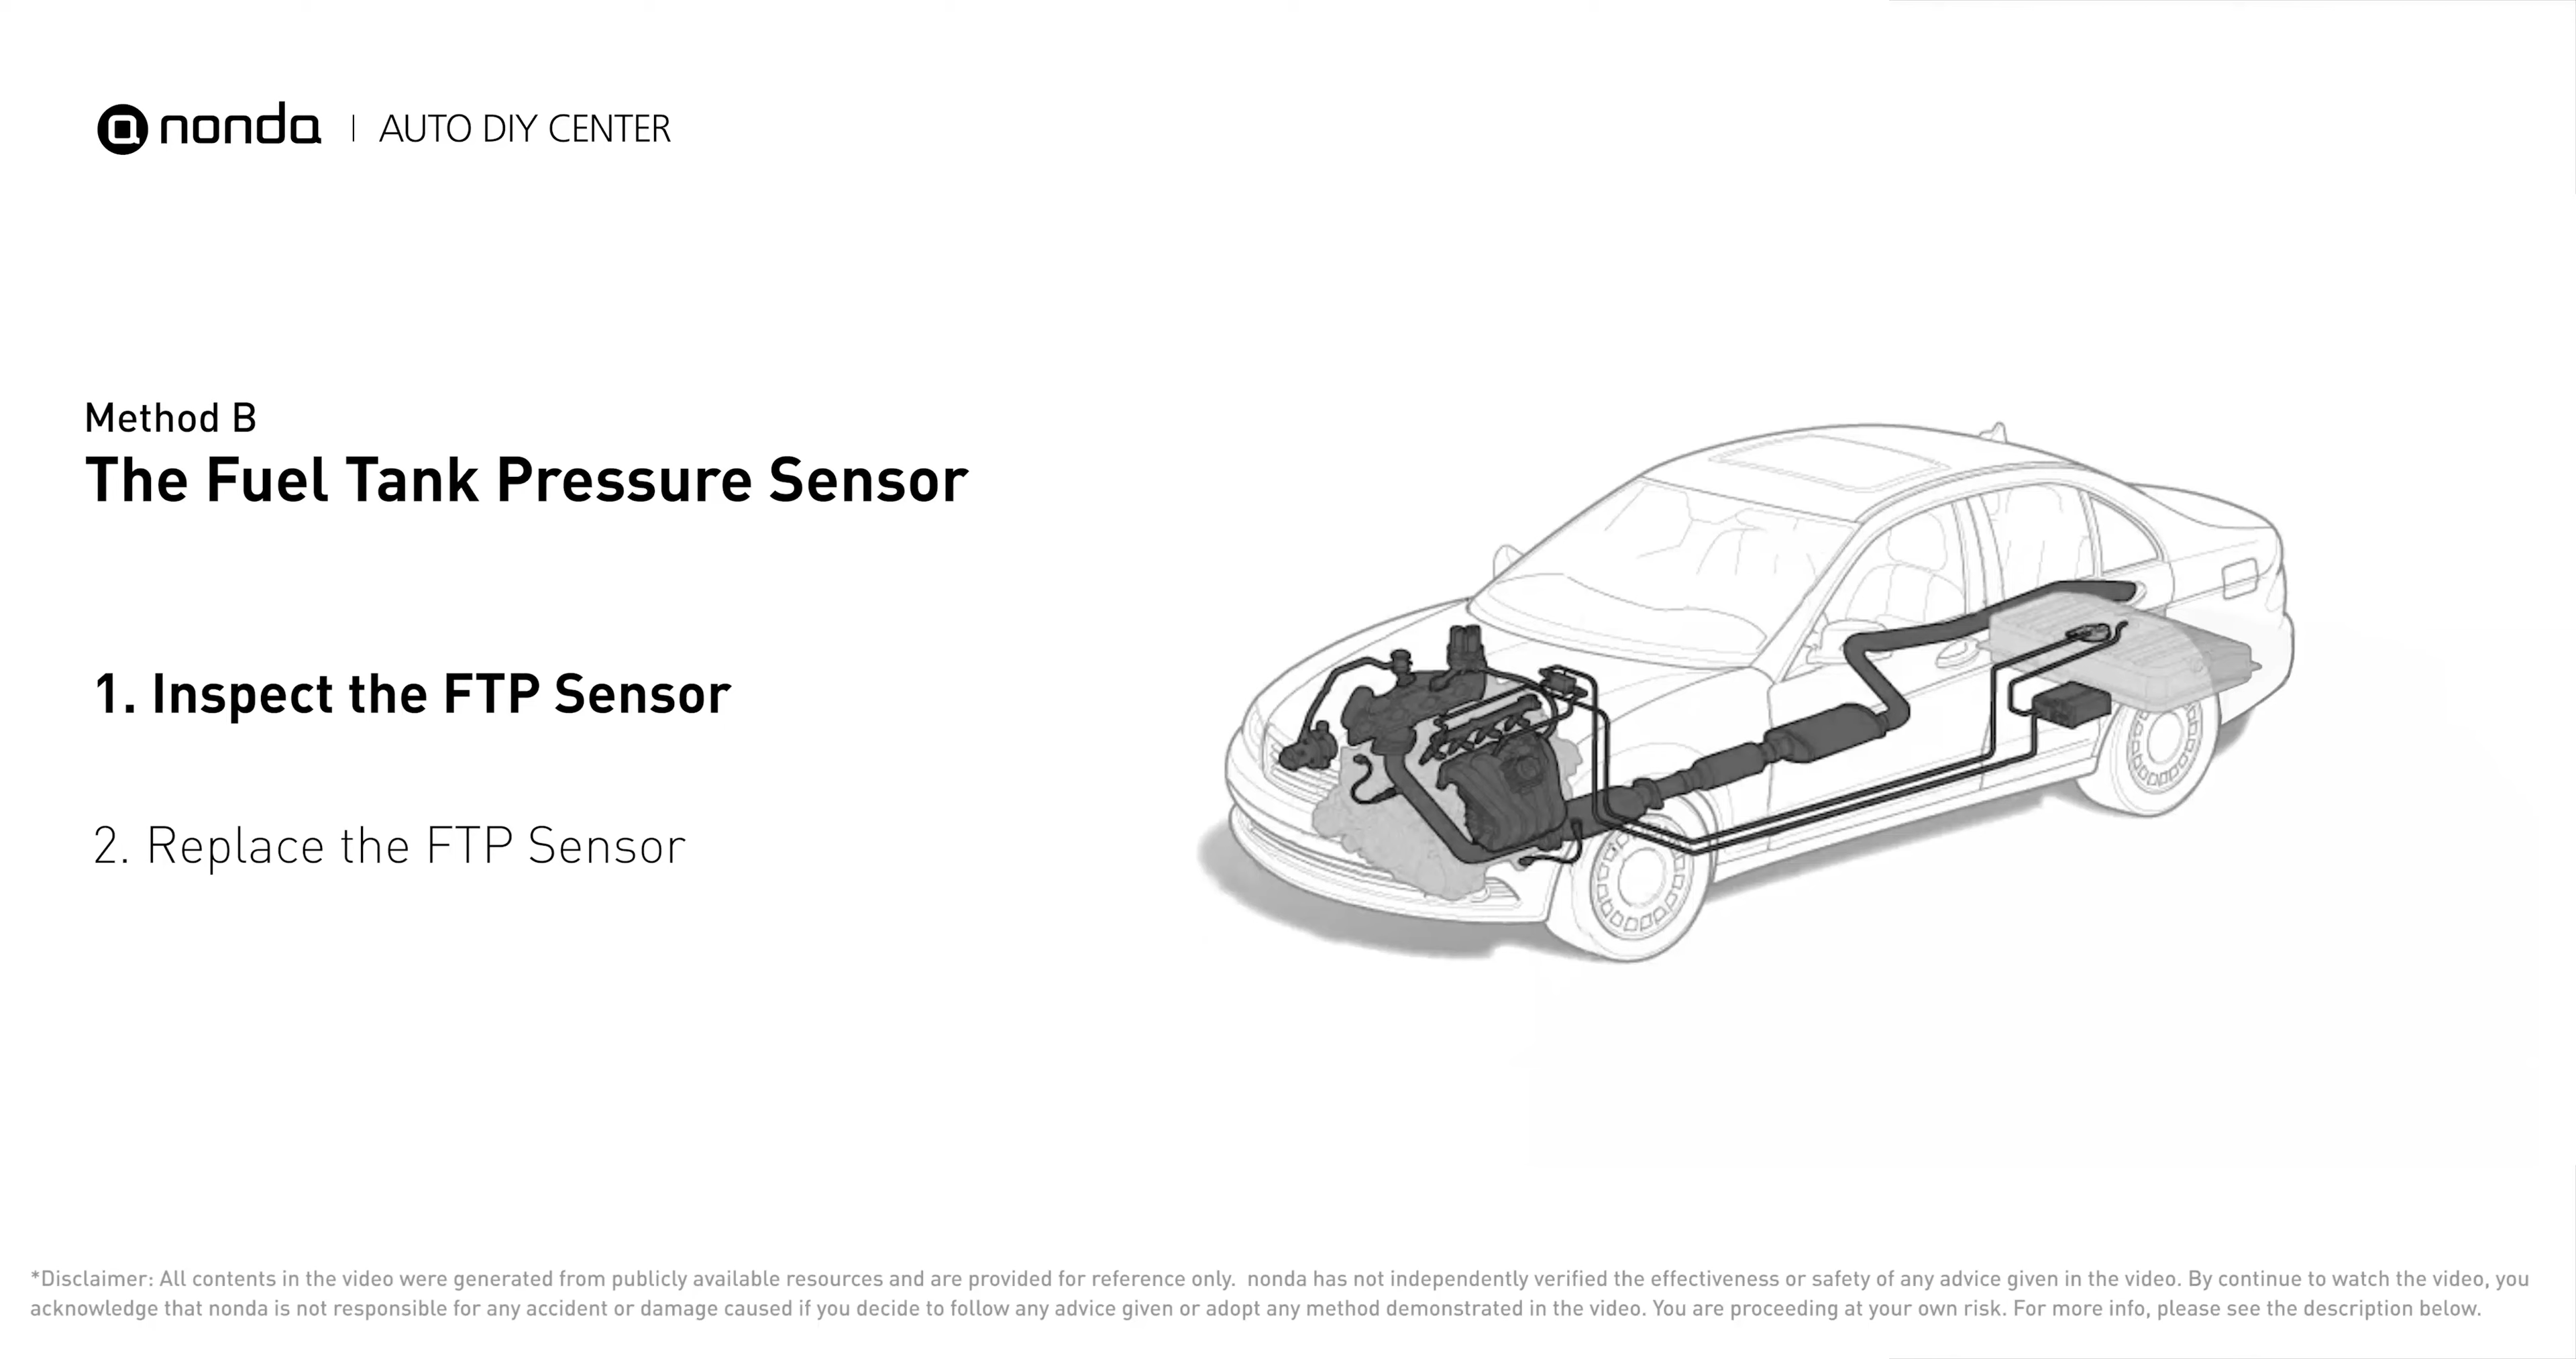 nonda | AUTO DIY CENTER
Method B
The Fuel Tank Pressure Sensor
1. Inspect the FTP Sensor
2. Replace the FTP Sensor
*Disclaimer: All contents in the video were generated from publicly available resources and are provided for reference only. nonda has not independently verified the effectiveness or safety of any advice given in the video. By continue to watch the video, you
acknowledge that nonda is not responsible for any accident or damage caused if you decide to follow any advice given or adopt any method demonstrated in the video. You are proceeding at your own risk. For more info, please see the description below.